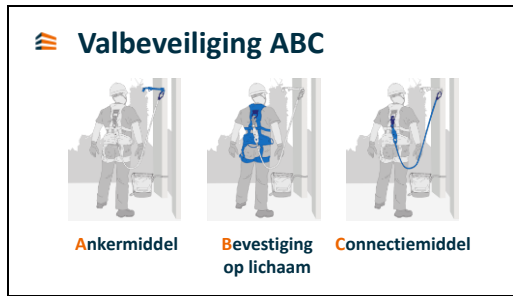 Valbeveiliging ABC
Ankermiddel
Bevestiging
op lichaam
Connectiemiddel